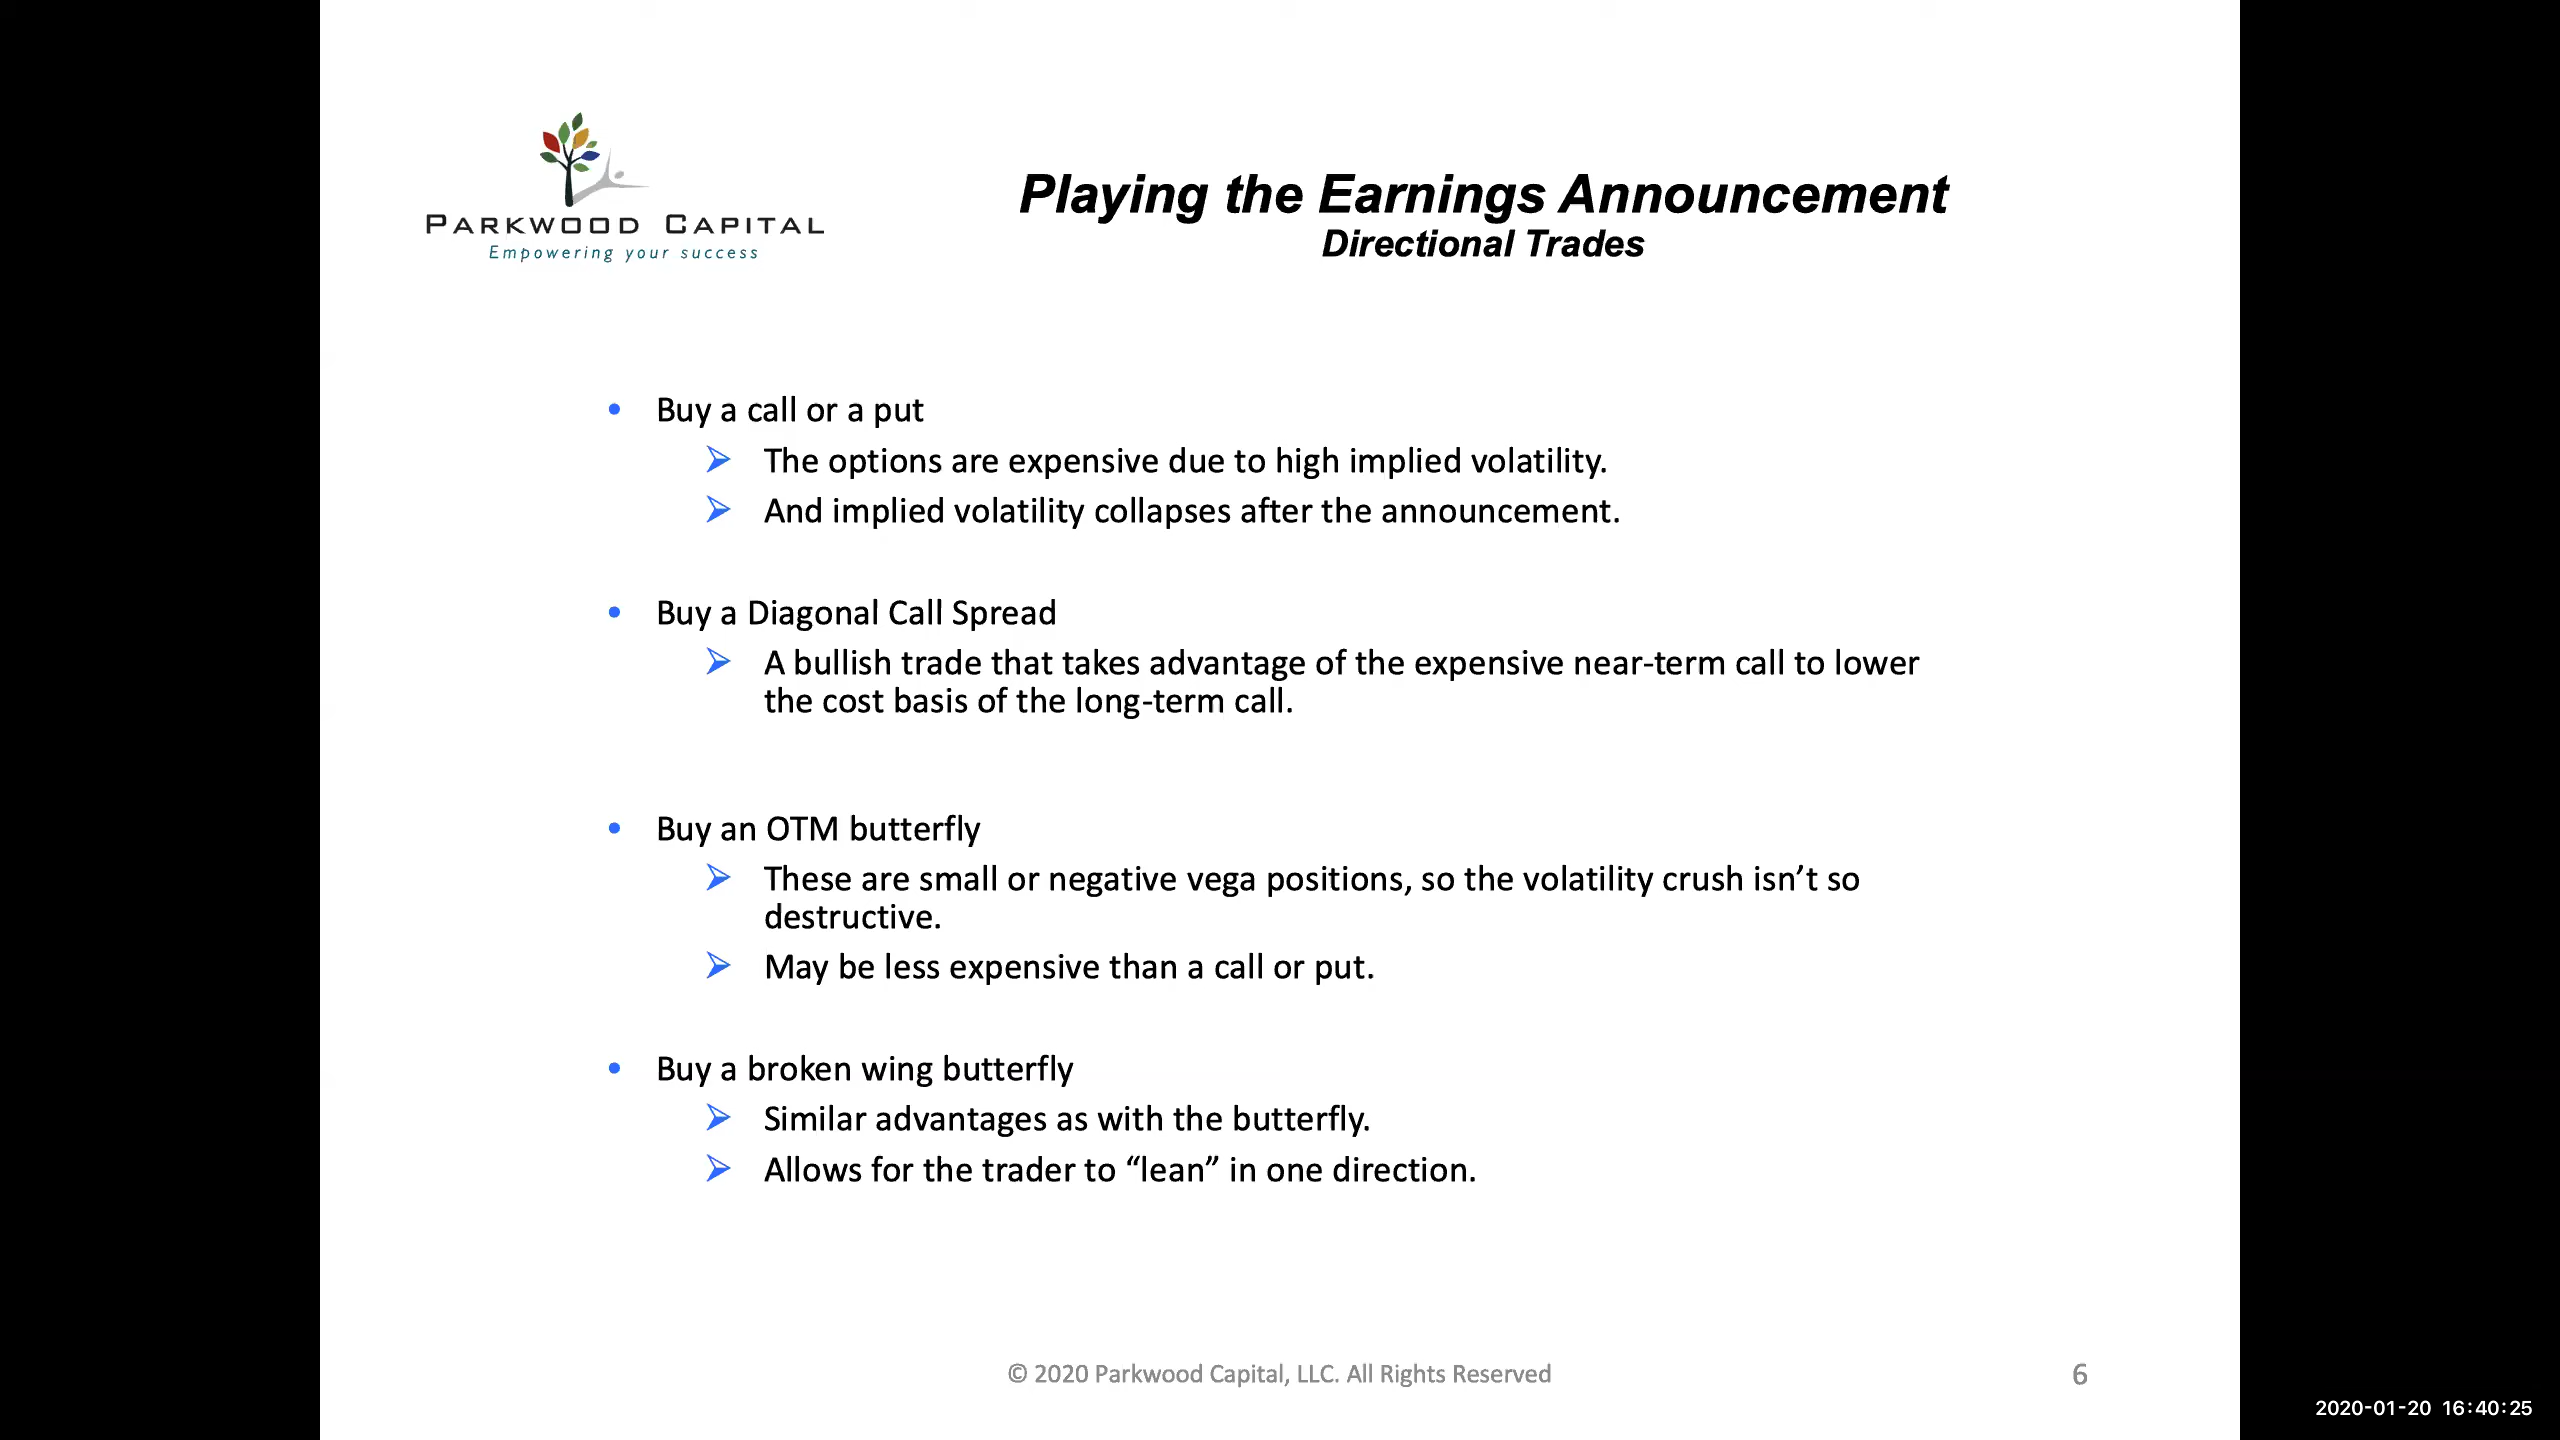 PARKWOOD CAPITAL
Empowering your success
Playing the Earnings Announcement
Directional Trades
• Buy a call or a put
➢ The options are expensive due to high implied volatility.
➢ And implied volatility collapses after the announcement.
• Buy a Diagonal Call Spread
➢ A bullish trade that takes advantage of the expensive near-term call to lower
the cost basis of the long-term call.
• Buy an OTM butterfly
➢ These are small or negative vega positions, so the volatility crush isn’t so
destructive.
➢ May be less expensive than a call or put.
• Buy a broken wing butterfly
➢ Similar advantages as with the butterfly.
➢ Allows for the trader to “lean” in one direction.
© 2020 Parkwood Capital, LLC. All Rights Reserved
6
2020-01-20 16:40:25